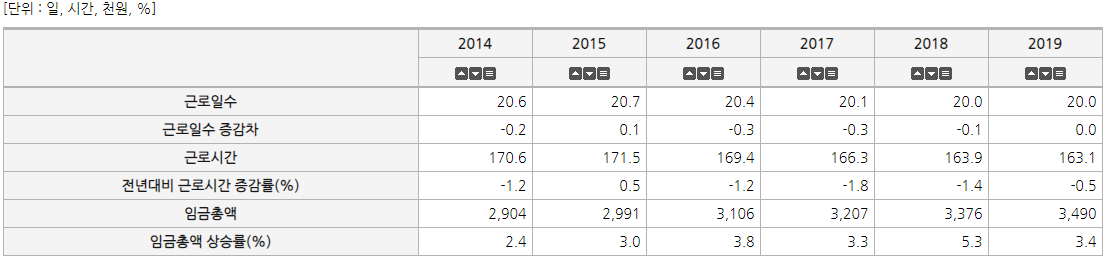 [단위 : 일, 시간, 천원, %]
2014 2015 2016 2017 2018 2019
근로일수 20.6 20.7 20.4 20.1 20.0 20.0
근로일수 증감차 -0.2 0.1 -0.3 -0.3 -0.1 0.0
근로시간 170.6 171.5 169.4 166.3 163.9 163.1
전년대비 근로시간 증감률(%) -1.2 0.5 -1.2 -1.8 -1.4 -0.5
임금총액 2,904 2,991 3,106 3,207 3,376 3,490
임금총액 상승률(%) 2.4 3.0 3.8 3.3 5.3 3.4